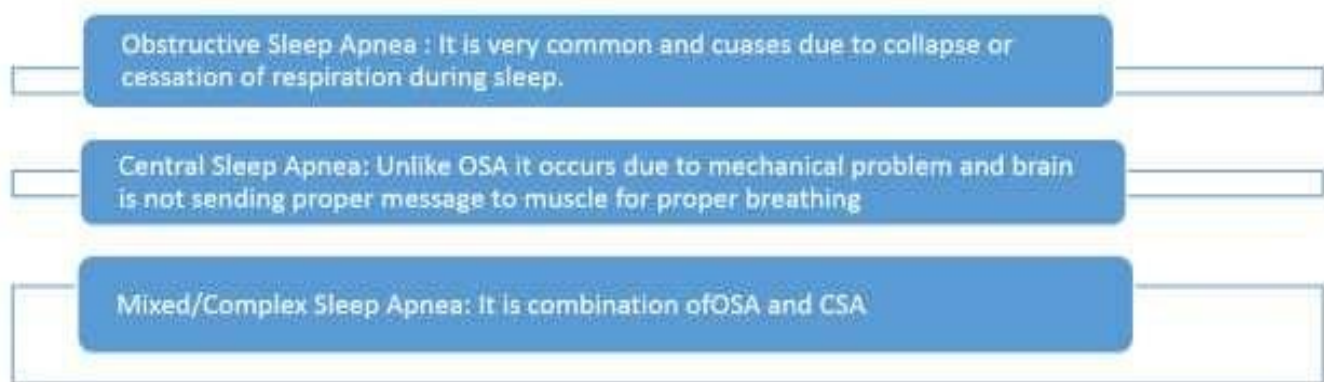 Obstructive Sleep Apnea : It is very common and cuases due to collapse or
cessation of respiration during sleep.
Central Sleep Apnea: Unlike OSA it occurs due to mechanical problem and brain
is not sending proper message to muscle for proper breathing
Mixed/Complex Sleep Apnea: It is combination ofOSA and CSA